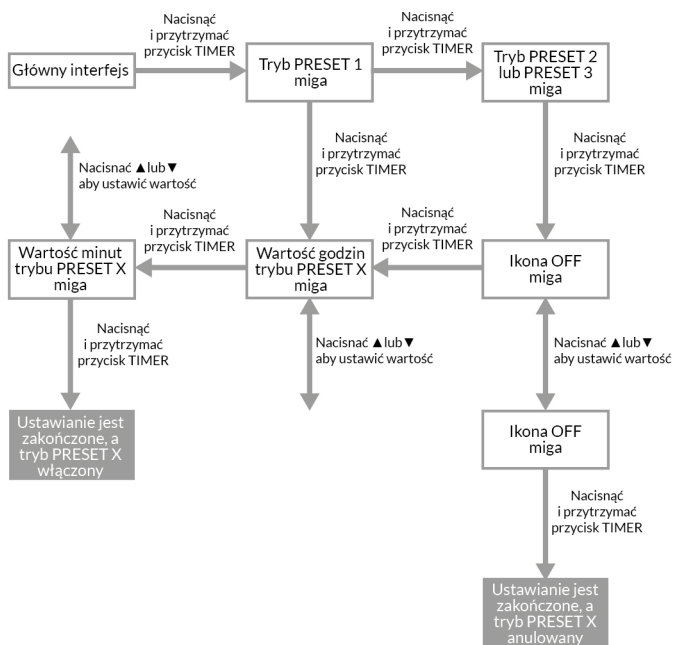 Nacisnąć
i przytrzymać
przycisk TIMER
Nacisnąć
i przytrzymać
przycisk TIMER
Główny interfejs
Tryb PRESET 1
miga
Tryb PRESET 2
lub PRESET 3
miga
Nacisnąć
i przytrzymać
przycisk TIMER
Nacisnąć
i przytrzymać
przycisk TIMER
Nacisnać ▲lub▼
aby ustawić wartość
Nacisnąć
i przytrzymać
przycisk TIMER
Nacisnąć
i przytrzymać
przycisk TIMER
Wartość minut
trybu PRESET X
miga
Wartość godzin
trybu PRESET X
miga
Ikona OFF
miga
Nacisnąć
i przytrzymać
przycisk TIMER
Nacisnać ▲lub▼
aby ustawić wartość
Nacisnać ▲lub▼
aby ustawić wartość
Ustawianie jest
zakończone, a
tryb PRESET X
włączony
Ikona OFF
miga
Nacisnąć
i przytrzymać
przycisk TIMER
Ustawianie jest
zakończone, a
tryb PRESET X
anulowany